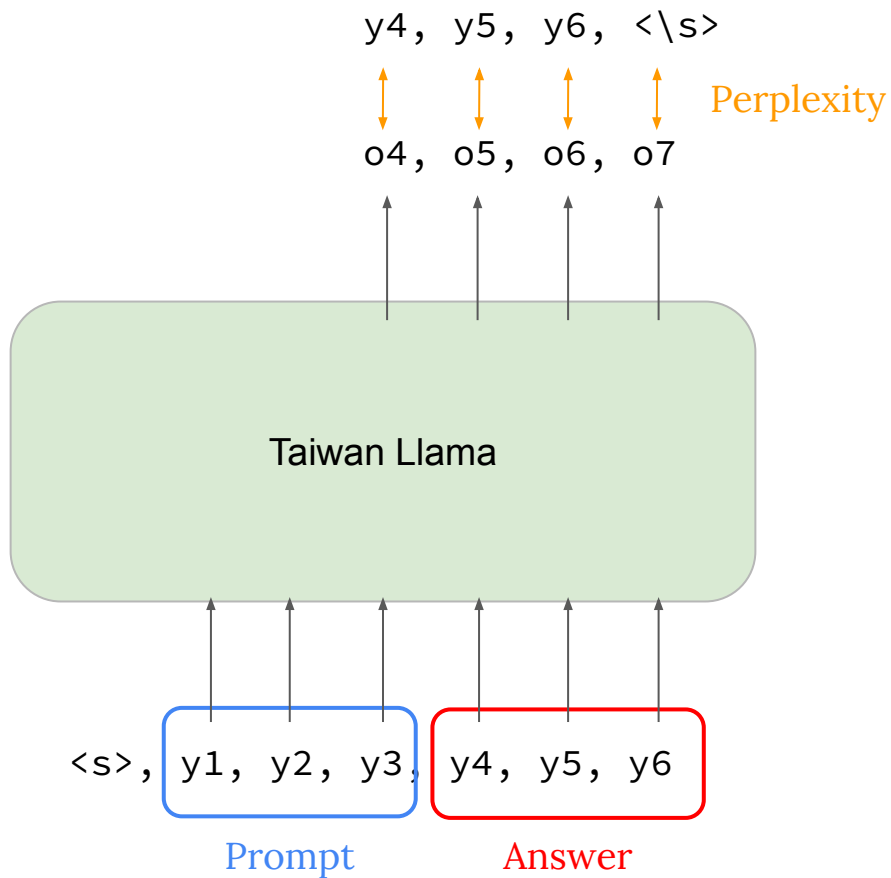 y4, y5, y6, <\s>
Perplexity
o4, o5, o6, o7
Taiwan Llama
<s>, y1, y2, y3, y4, y5, y6
Prompt
Answer